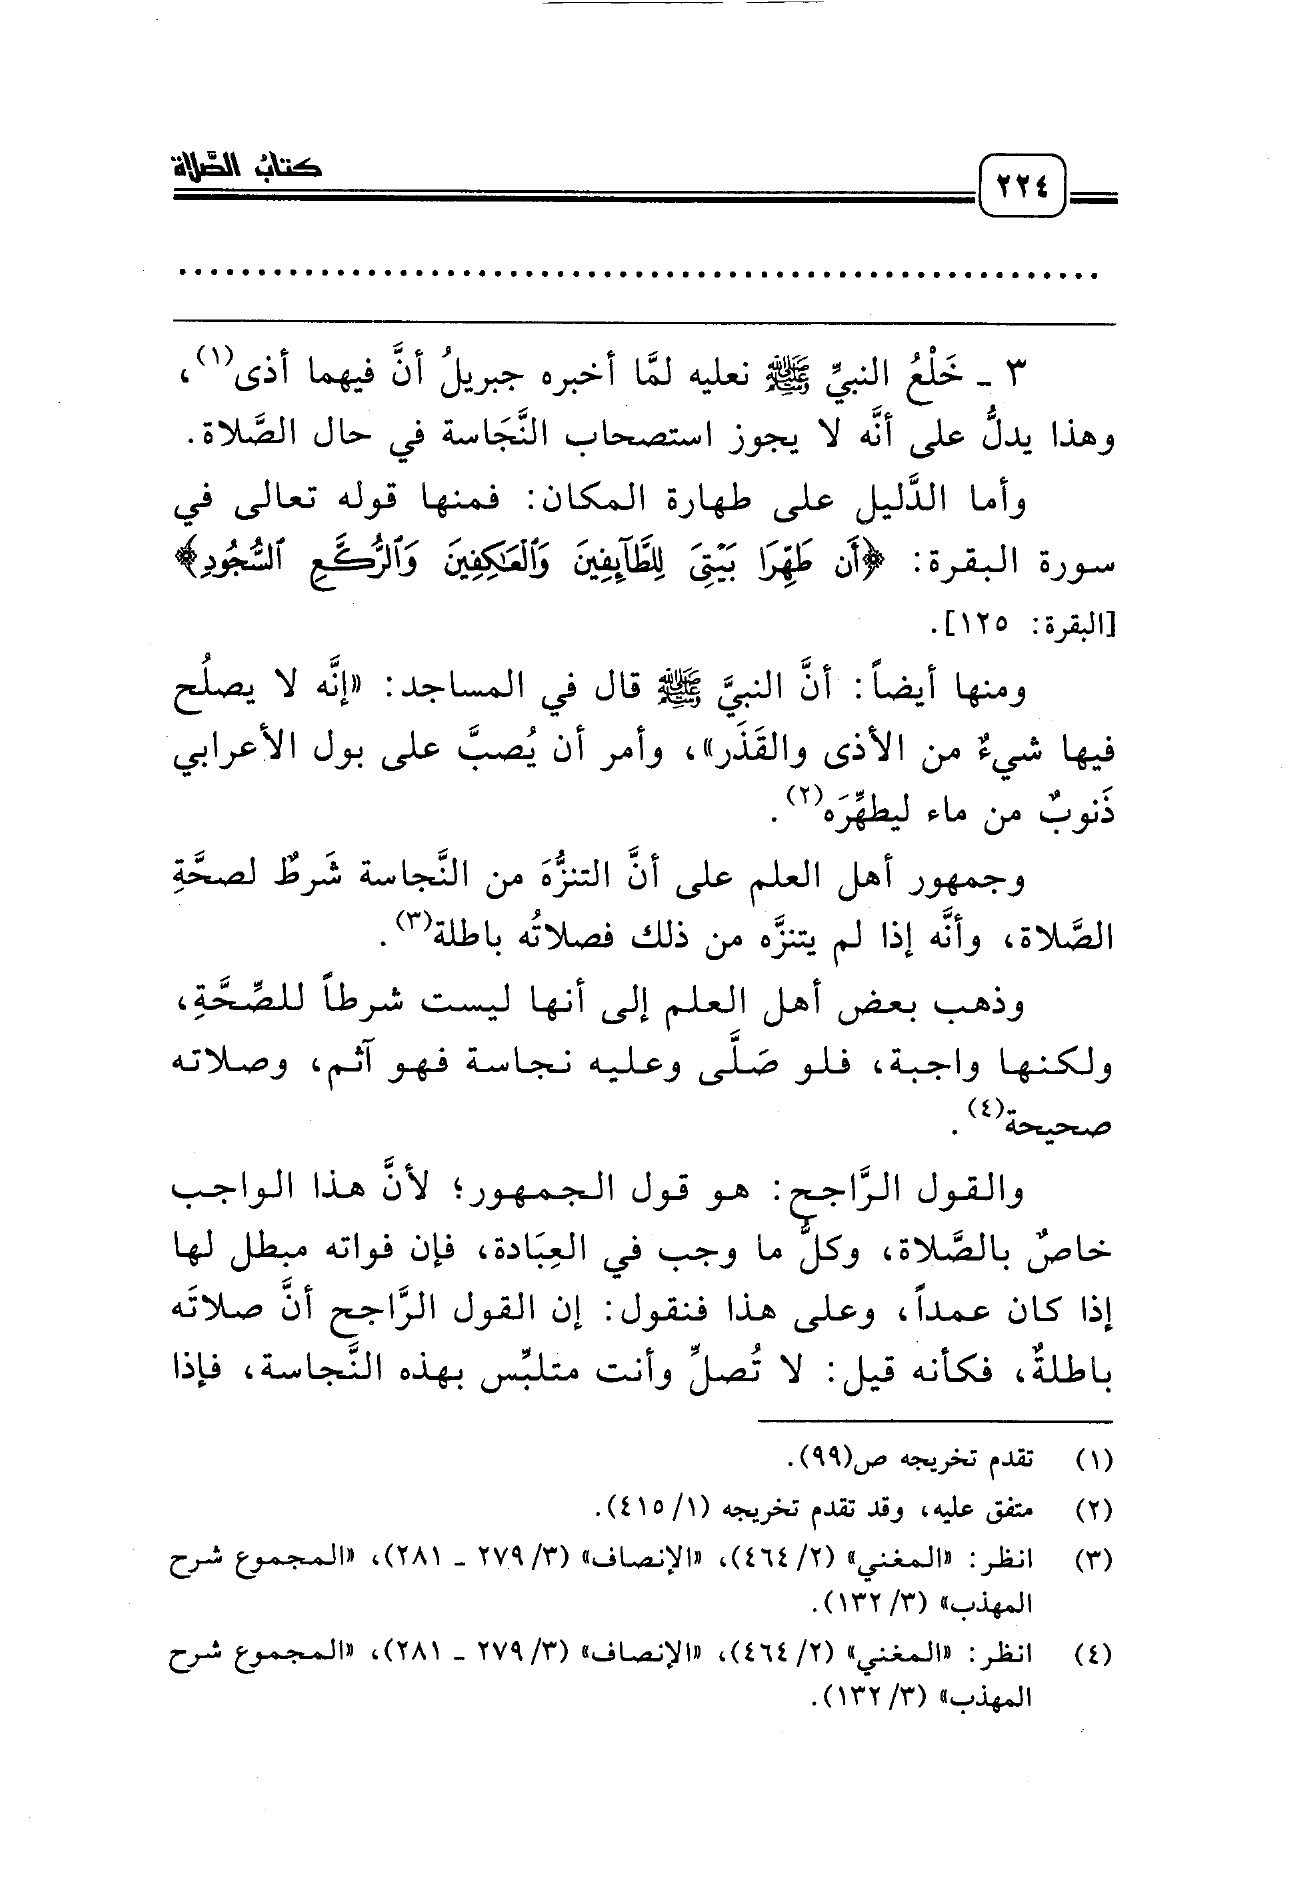 كتابُ الصَّلاة
٢٢٤
٣ ـ خَلْعُ النبيِّ ﷺ نعليه لمَّا أخبره جبريلُ أنَّ فيهما أذى(١)،
وهذا يدلُّ على أنَّه لا يجوز استصحاب النَّجَاسة في حال الصَّلاة.
وأما الدَّليل على طهارة المكان: فمنها قوله تعالى في
سورة البقرة: ﴿أَن طَهِّرَا بَيْتِىَ لِلطَّآئِفِينَ وَٱلْعَٰكِفِينَ وَٱلرُّكَّعِ ٱلسُّجُودِ﴾
[البقرة: ١٢٥].
ومنها أيضاً: أنَّ النبيَّ ﷺ قال في المساجد: «إنَّه لا يصلُح
فيها شيءٌ من الأذى والقَذَر»، وأمر أن يُصبَّ على بول الأعرابي
ذَنوبٌ من ماء ليطهِّرَه(٢).
وجمهور أهل العلم على أنَّ التنزُّهَ من النَّجاسة شَرطٌ لصحَّةِ
الصَّلاة، وأنَّه إذا لم يتنزَّه من ذلك فصلاتُه باطلة(٣).
وذهب بعض أهل العلم إلى أنها ليست شرطاً للصِّحَّةِ،
ولكنها واجبة، فلو صَلَّى وعليه نجاسة فهو آثم، وصلاته
صحيحة(٤).
والقول الرَّاجح: هو قول الجمهور؛ لأنَّ هذا الواجب
خاصٌ بالصَّلاة، وكلُّ ما وجب في العِبَادة، فإن فواته مبطل لها
إذا كان عمداً، وعلى هذا فنقول: إن القول الرَّاجح أنَّ صلاتَه
باطلةٌ، فكأنه قيل: لا تُصلِّ وأنت متلبِّس بهذه النَّجاسة، فإذا
(١) تقدم تخريجه ص(٩٩).
(٢) متفق عليه، وقد تقدم تخريجه (١/ ٤١٥).
(٣) انظر: «المغني» (٢/ ٤٦٤)، «الإنصاف» (٣/ ٢٧٩ ـ ٢٨١)، «المجموع شرح
المهذب» (٣/ ١٣٢).
(٤) انظر: «المغني» (٢/ ٤٦٤)، «الإنصاف» (٣/ ٢٧٩ ـ ٢٨١)، «المجموع شرح
المهذب» (٣/ ١٣٢).